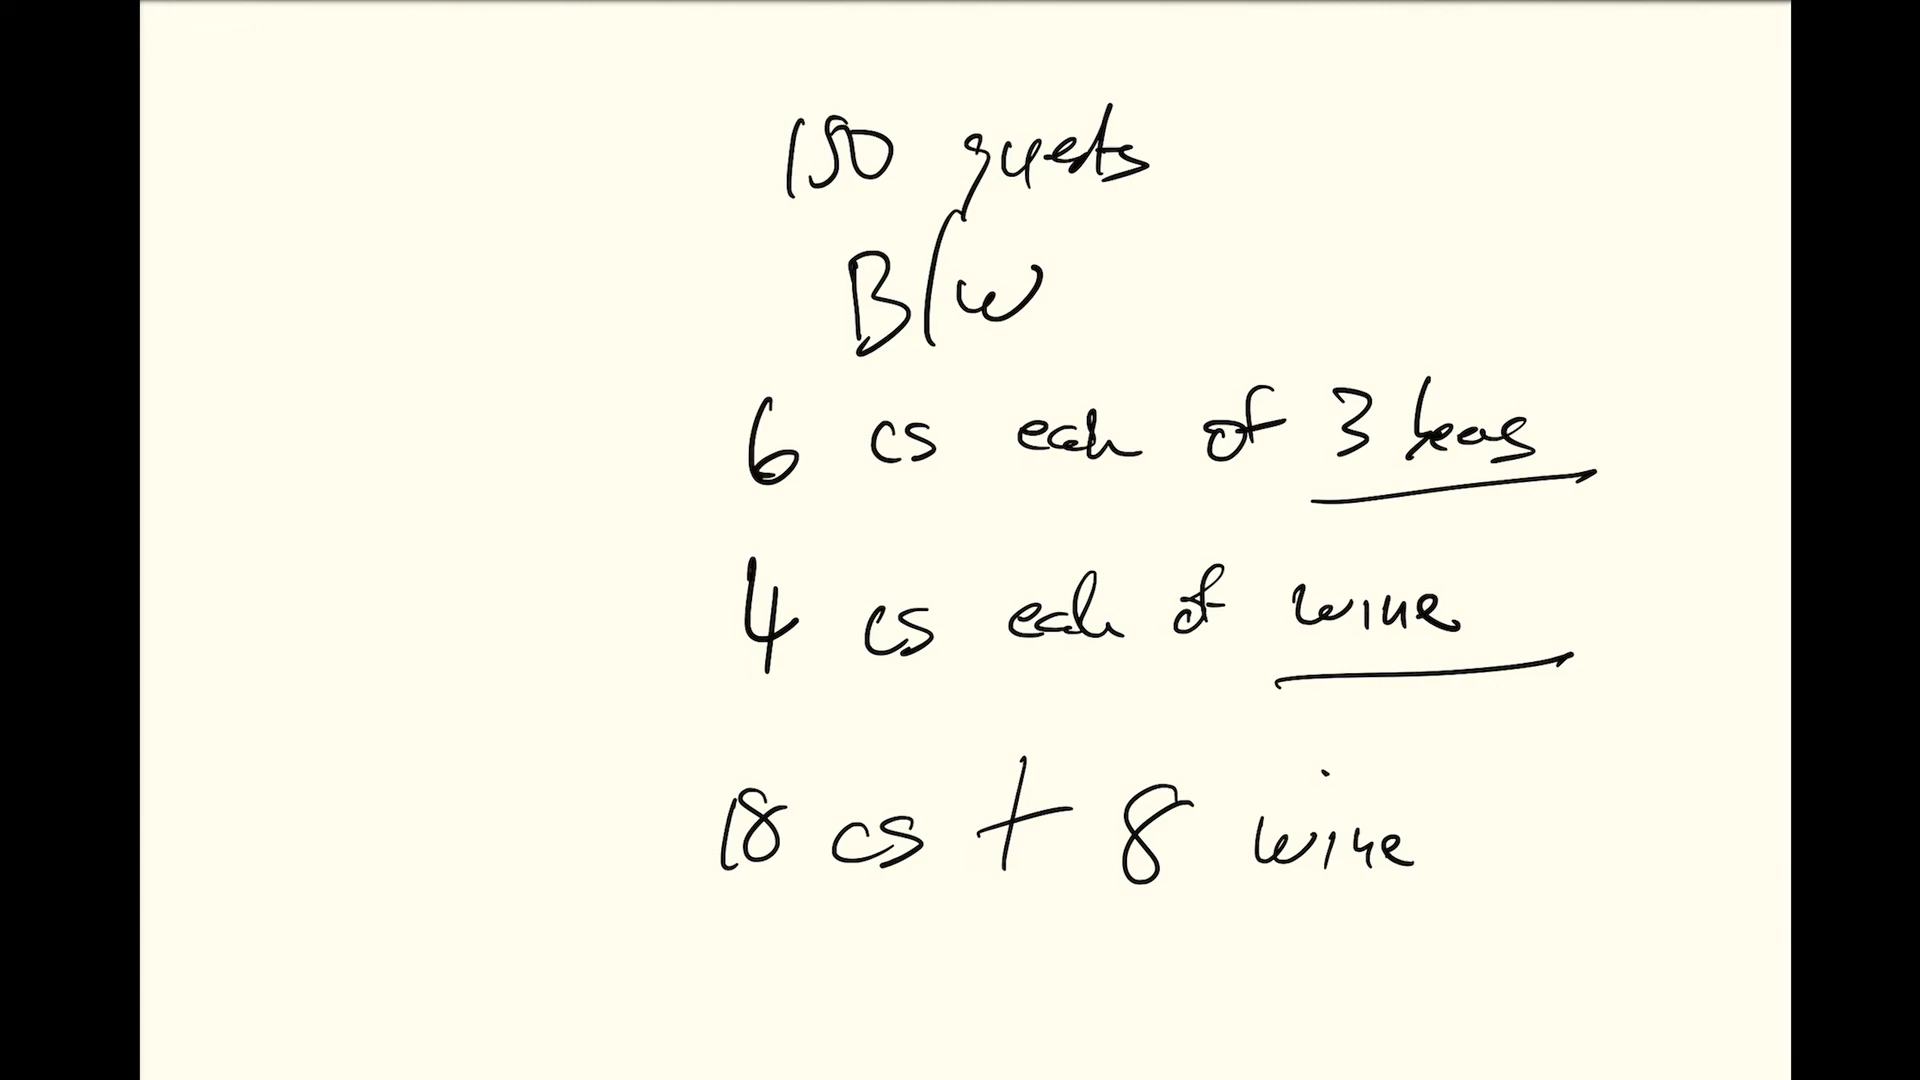 150 guests
B/W
6 cs each of 3 beers
4 cs each of wine
18 cs + 8 wine